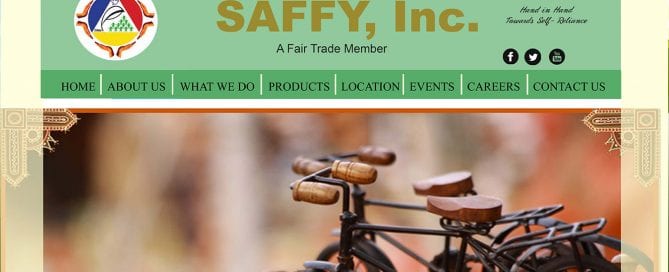 SAFFY, Inc.
A Fair Trade Member
Hand in Hand
Towards Self- Reliance
HOME ABOUT US WHAT WE DO PRODUCTS LOCATION EVENTS CAREERS CONTACT US